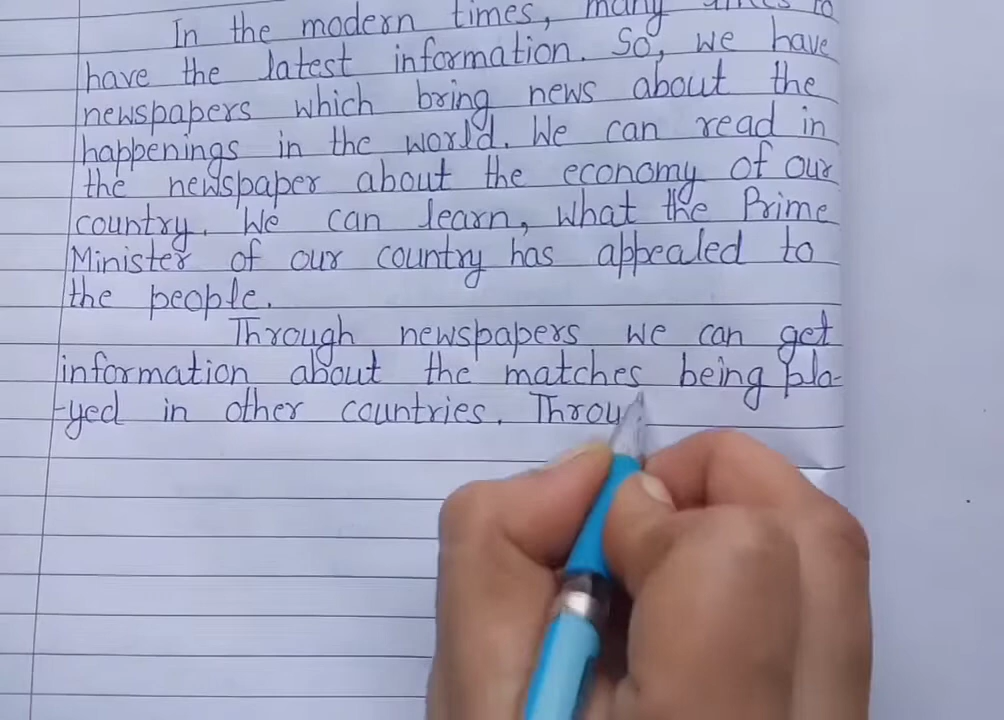 In the modern times, many
have the latest information. So, we have
newspapers which bring news about the
happenings in the world. We can read in
the newspaper about the economy of our
country. We can learn, what the Prime
Minister of our country has appealed to
the people.
Through newspapers we can get
information about the matches being pla-
-yed in other countries. Throu